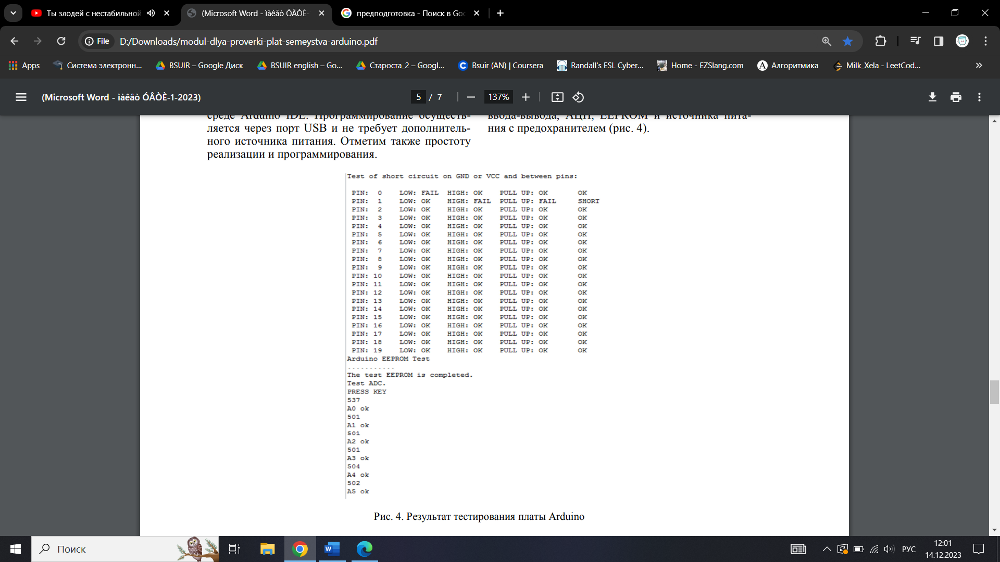 Ты злодей с нестабильной
(Microsoft Word - ìàêåò ÓÂÒÈ-
предподготовка - Поиск в Goo
File
D:/Downloads/modul-dlya-proverki-plat-semeystva-arduino.pdf
Apps
Система электронн...
BSUIR – Google Диск
BSUIR english – Go...
Староста_2 – Googl...
Bsuir (AN) | Coursera
Randall's ESL Cyber...
Home - EZSlang.com
Алгоритмика
Milk_Xela - LeetCod...
(Microsoft Word - ìàêåò ÓÂÒÈ-1-2023)
5 / 7
137%
среде Arduino IDE. Программирование осуществ-
ляется через порт USB и не требует дополнитель-
ного источника питания. Отметим также простоту
реализации и программирования.
ввода-вывода, АЦП, EEPROM и источника пита-
ния с предохранителем (рис. 4).
Test of short circuit on GND or VCC and between pins:
PIN: 0 LOW: FAIL HIGH: OK PULL UP: OK OK
PIN: 1 LOW: OK HIGH: FAIL PULL UP: FAIL SHORT
PIN: 2 LOW: OK HIGH: OK PULL UP: OK OK
PIN: 3 LOW: OK HIGH: OK PULL UP: OK OK
PIN: 4 LOW: OK HIGH: OK PULL UP: OK OK
PIN: 5 LOW: OK HIGH: OK PULL UP: OK OK
PIN: 6 LOW: OK HIGH: OK PULL UP: OK OK
PIN: 7 LOW: OK HIGH: OK PULL UP: OK OK
PIN: 8 LOW: OK HIGH: OK PULL UP: OK OK
PIN: 9 LOW: OK HIGH: OK PULL UP: OK OK
PIN: 10 LOW: OK HIGH: OK PULL UP: OK OK
PIN: 11 LOW: OK HIGH: OK PULL UP: OK OK
PIN: 12 LOW: OK HIGH: OK PULL UP: OK OK
PIN: 13 LOW: OK HIGH: OK PULL UP: OK OK
PIN: 14 LOW: OK HIGH: OK PULL UP: OK OK
PIN: 15 LOW: OK HIGH: OK PULL UP: OK OK
PIN: 16 LOW: OK HIGH: OK PULL UP: OK OK
PIN: 17 LOW: OK HIGH: OK PULL UP: OK OK
PIN: 18 LOW: OK HIGH: OK PULL UP: OK OK
PIN: 19 LOW: OK HIGH: OK PULL UP: OK OK
Arduino EEPROM Test
...........
The test EEPROM is completed.
Test ADC.
PRESS KEY
537
A0 ok
501
A1 ok
501
A2 ok
501
A3 ok
504
A4 ok
502
A5 ok
Рис. 4. Результат тестирования платы Arduino
Поиск
РУС
12:01
14.12.2023